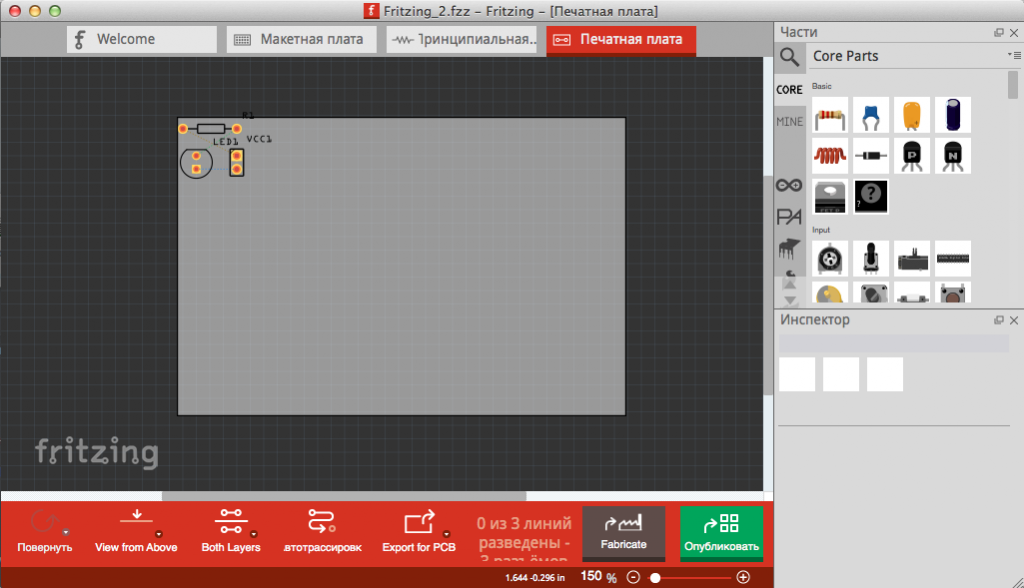 Fritzing_2.fzz – Fritzing – [Печатная плата]
Welcome
Макетная плата
Принципиальная..
Печатная плата
Части
Core Parts
CORE
Basic
MINE
Input
R1
LED1
VCC1
fritzing
Инспектор
Повернуть
View from Above
Both Layers
.втотрассировк
Export for PCB
0 из 3 линий
разведены -
Fabricate
Опубликовать
1.644 -0.296 in
150 %